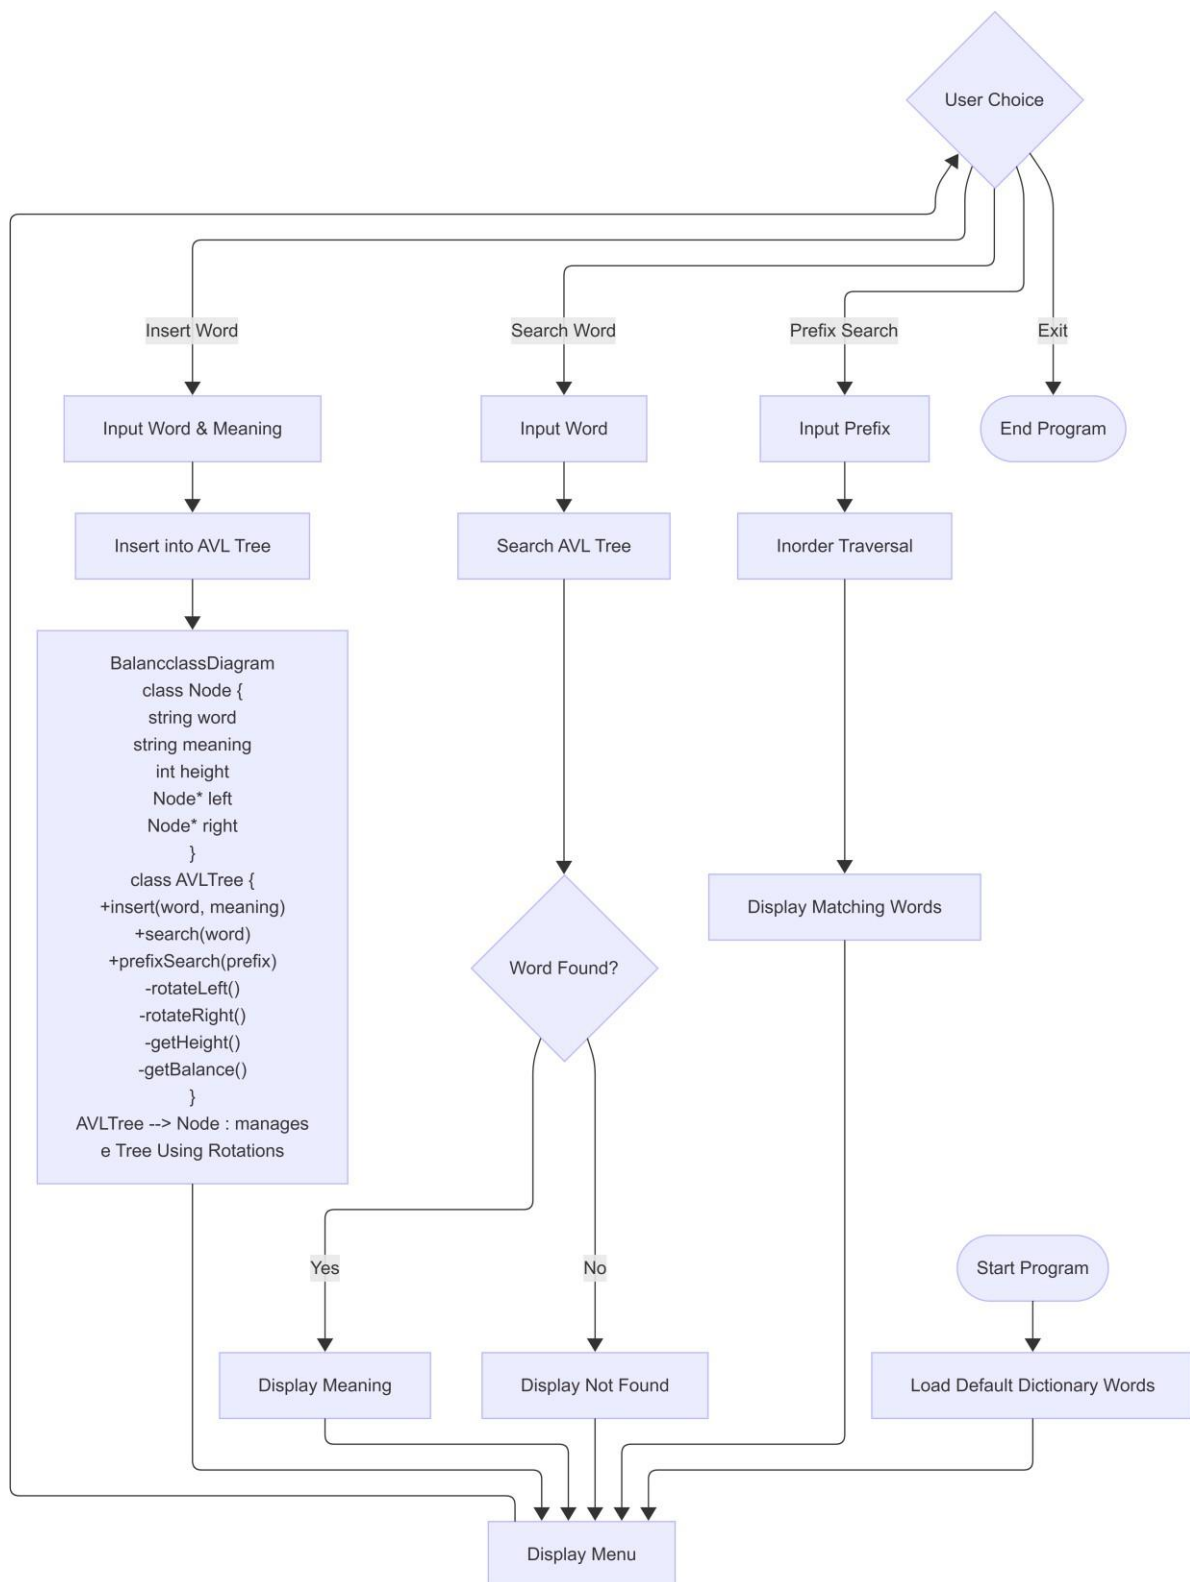 User Choice
Insert Word
Search Word
Prefix Search
Exit
Input Word & Meaning
Input Word
Input Prefix
End Program
Insert into AVL Tree
Search AVL Tree
Inorder Traversal
BalancclassDiagram
class Node {
string word
string meaning
int height
Node* left
Node* right
}
class AVLTree {
+insert(word, meaning)
+search(word)
+prefixSearch(prefix)
-rotateLeft()
-rotateRight()
-getHeight()
-getBalance()
}
AVLTree --> Node : manages
e Tree Using Rotations
Display Matching Words
Word Found?
Yes
No
Start Program
Display Meaning
Display Not Found
Load Default Dictionary Words
Display Menu